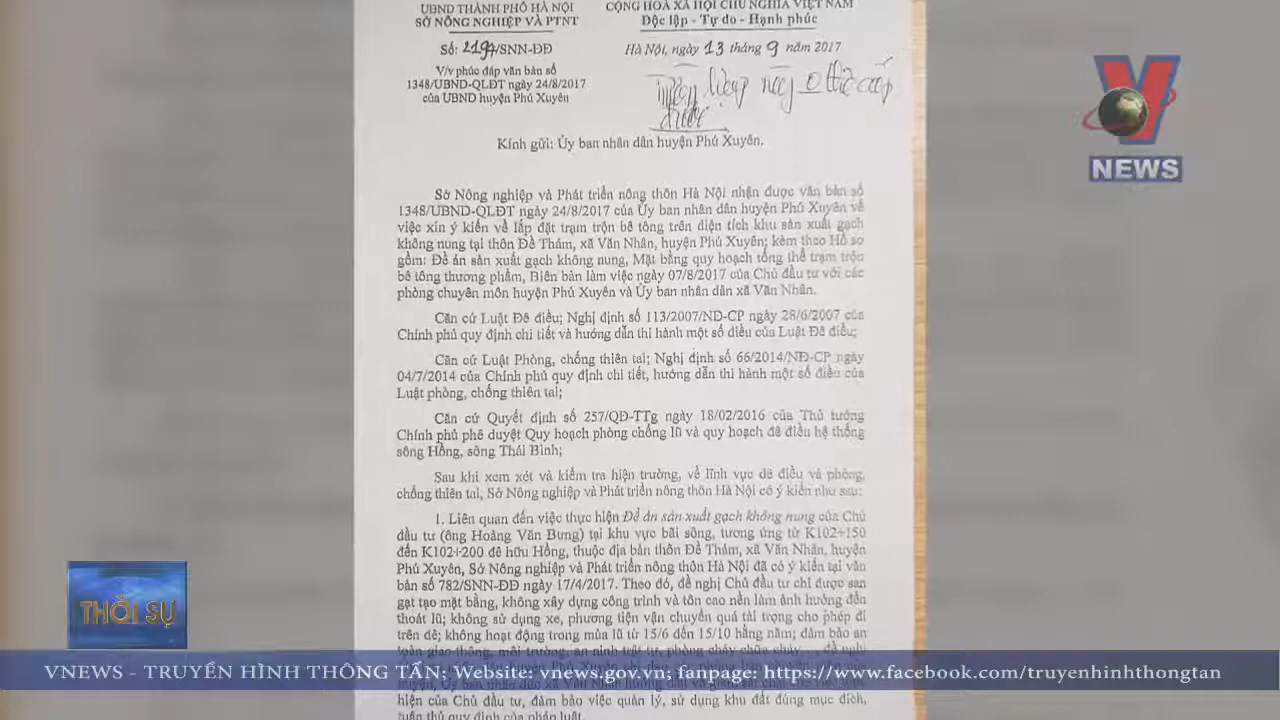 UBND THÀNH PHỐ HÀ NỘI
SỞ NÔNG NGHIỆP VÀ PTNT
CỘNG HOÀ XÃ HỘI CHỦ NGHĨA VIỆT NAM
Độc lập - Tự do - Hạnh phúc
Số: 2194/SNN-ĐĐ
Hà Nội, ngày 13 tháng 9 năm 2017
V/v phúc đáp văn bản số
1348/UBND-QLĐT ngày 24/8/2017
của UBND huyện Phú Xuyên
Kính gửi: Ủy ban nhân dân huyện Phú Xuyên.
Sở Nông nghiệp và Phát triển nông thôn Hà Nội nhận được văn bản số
1348/UBND-QLĐT ngày 24/8/2017 của Ủy ban nhân dân huyện Phú Xuyên về
việc xin ý kiến về lắp đặt trạm trộn bê tông trên diện tích khu sản xuất gạch
không nung tại thôn Đề Thám, xã Văn Nhân, huyện Phú Xuyên; kèm theo Hồ sơ
gồm: Đề án sản xuất gạch không nung, Mặt bằng quy hoạch tổng thể trạm trộn
bê tông thương phẩm, Biên bản làm việc ngày 07/8/2017 của Chủ đầu tư với các
phòng chuyên môn huyện Phú Xuyên và Ủy ban nhân dân xã Văn Nhân.
Căn cứ Luật Đê điều; Nghị định số 113/2007/NĐ-CP ngày 28/6/2007 của
Chính phủ quy định chi tiết và hướng dẫn thi hành một số điều của Luật Đê điều;
Căn cứ Luật Phòng, chống thiên tai; Nghị định số 66/2014/NĐ-CP ngày
04/7/2014 của Chính phủ quy định chi tiết, hướng dẫn thi hành một số điều của
Luật phòng, chống thiên tai;
Căn cứ Quyết định số 257/QĐ-TTg ngày 18/02/2016 của Thủ tướng
Chính phủ phê duyệt Quy hoạch phòng chống lũ và quy hoạch đê điều hệ thống
sông Hồng, sông Thái Bình;
Sau khi xem xét và kiểm tra hiện trường, về lĩnh vực đê điều và phòng,
chống thiên tai, Sở Nông nghiệp và Phát triển nông thôn Hà Nội có ý kiến như sau:
1. Liên quan đến việc thực hiện Đề án sản xuất gạch không nung của Chủ
đầu tư (ông Hoàng Văn Bưng) tại khu vực bãi sông, tương ứng từ K102+150
đến K102+200 đê hữu Hồng, thuộc địa bàn thôn Đề Thám, xã Văn Nhân, huyện
Phú Xuyên, Sở Nông nghiệp và Phát triển nông thôn Hà Nội đã có ý kiến tại văn
bản số 782/SNN-ĐĐ ngày 17/4/2017. Theo đó, đề nghị Chủ đầu tư chỉ được san
gạt tạo mặt bằng, không xây dựng công trình và tôn cao nền làm ảnh hưởng đến
thoát lũ; không sử dụng xe, phương tiện vận chuyển quá tải trọng cho phép đi
trên đê; không hoạt động trong mùa lũ từ 15/6 đến 15/10 hằng năm; đảm bảo an
toàn giao thông, môi trường, an ninh trật tự, phòng cháy chữa cháy
hiện của Chủ đầu tư, đảm bảo việc quản lý, sử dụng khu đất đúng mục đích,
tuân thủ quy định của pháp luật.
V
NEWS
THỜI SỰ
VNEWS - TRUYỀN HÌNH THÔNG TẤN; Website: vnews.gov.vn; fanpage: https://www.facebook.com/truyenhinhthongtan